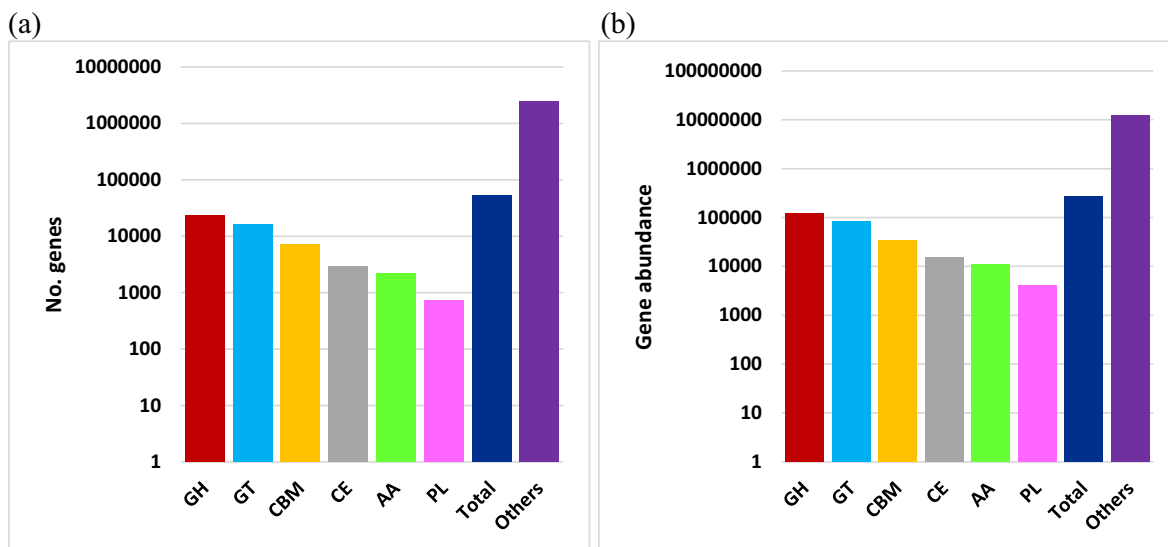 (a)
No. genes
10000000
1000000
100000
10000
1000
100
10
1
GH
GT
CBM
CE
AA
PL
Total
Others
(b)
Gene abundance
100000000
10000000
1000000
100000
10000
1000
100
10
1
GH
GT
CBM
CE
AA
PL
Total
Others